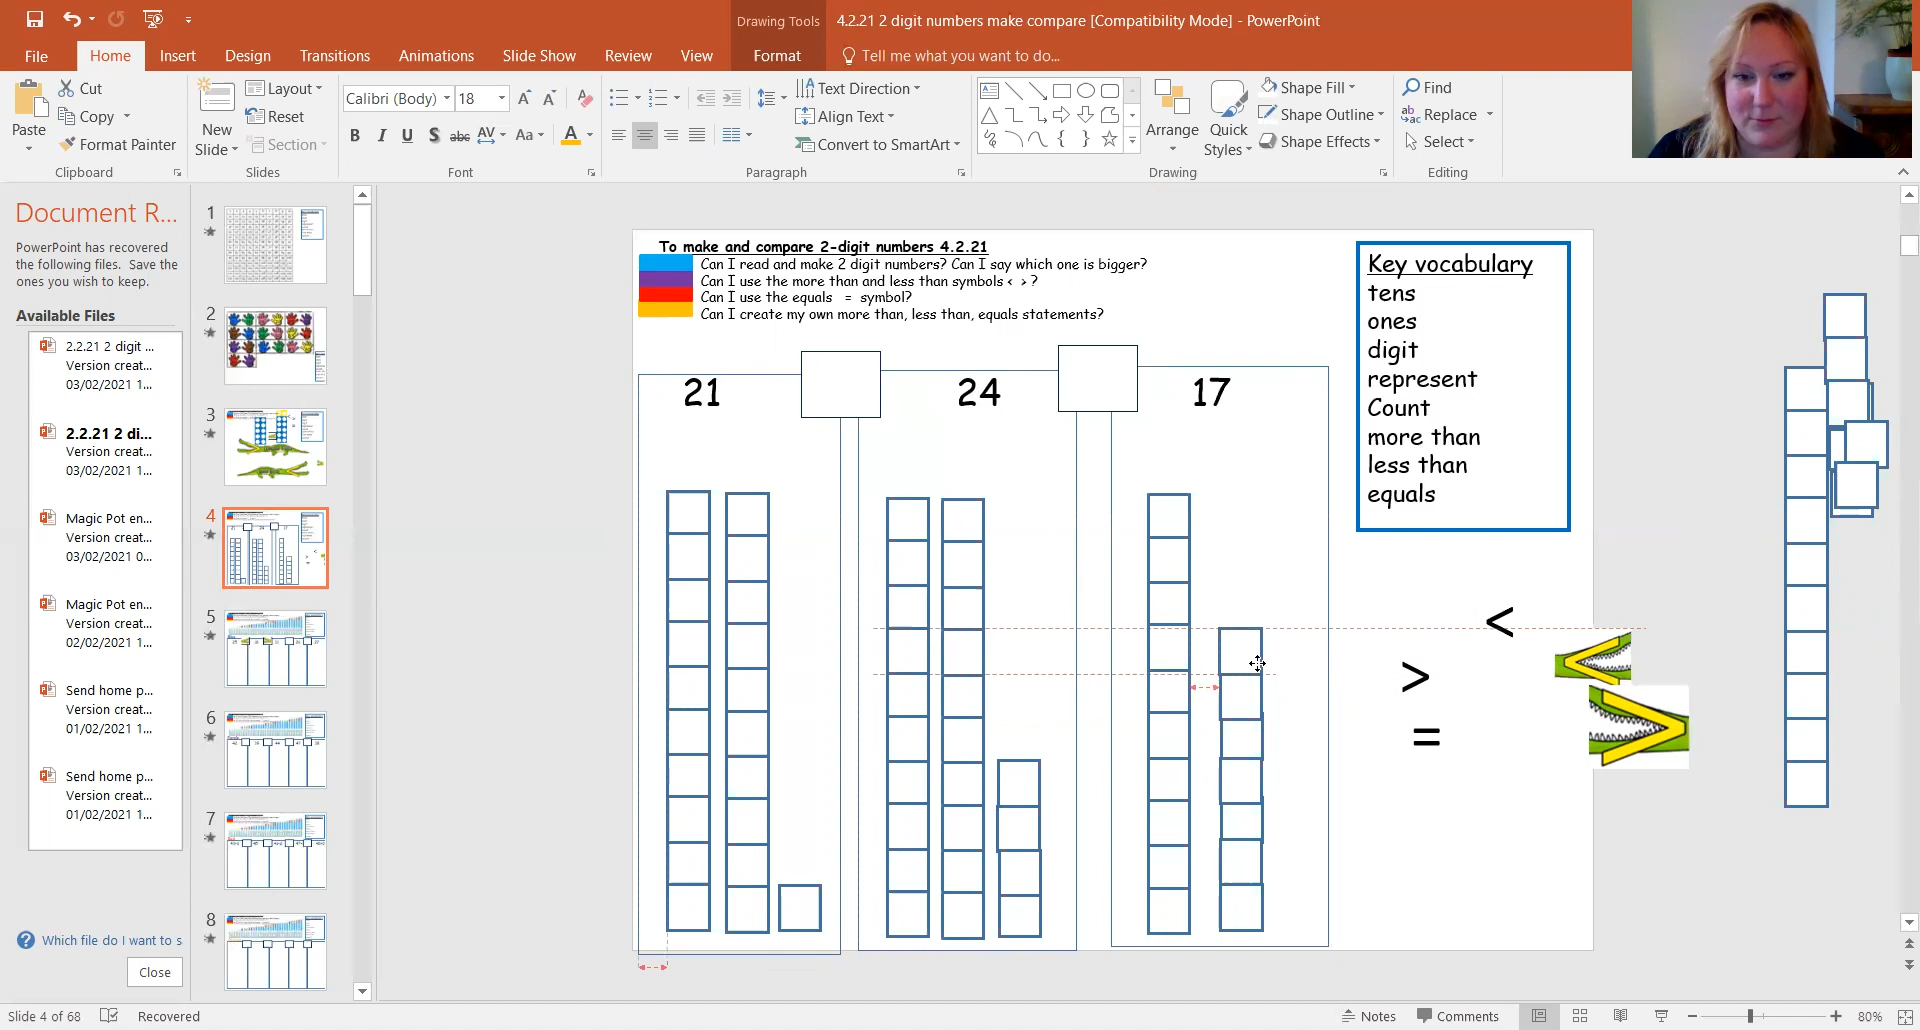 Drawing Tools
4.2.21 2 digit numbers make compare [Compatibility Mode] - PowerPoint
File
Home
Insert
Design
Transitions
Animations
Slide Show
Review
View
Format
Tell me what you want to do...
Paste
Cut
Copy
Format Painter
Clipboard
New
Slide
Layout
Reset
Section
Slides
Calibri (Body)
18
B I U S abc AV Aa A
Font
Text Direction
Align Text
Convert to SmartArt
Paragraph
Arrange
Quick
Styles
Shape Fill
Shape Outline
Shape Effects
Drawing
Find
Replace
Select
Editing
Document R...
PowerPoint has recovered
the following files. Save the
ones you wish to keep.
Available Files
2.2.21 2 digit ...
Version creat...
03/02/2021 1...
2.2.21 2 di...
Version creat...
03/02/2021 1...
Magic Pot en...
Version creat...
03/02/2021 0...
Magic Pot en...
Version creat...
02/02/2021 1...
Send home p...
Version creat...
01/02/2021 1...
Send home p...
Version creat...
01/02/2021 1...
Which file do I want to s
Close
1
2
3
4
5
6
7
8
To make and compare 2-digit numbers 4.2.21
Can I read and make 2 digit numbers? Can I say which one is bigger?
Can I use the more than and less than symbols < > ?
Can I use the equals = symbol?
Can I create my own more than, less than, equals statements?
21
24
17
Key vocabulary
tens
ones
digit
represent
Count
more than
less than
equals
<
>
=
Slide 4 of 68
Recovered
Notes
Comments
80%